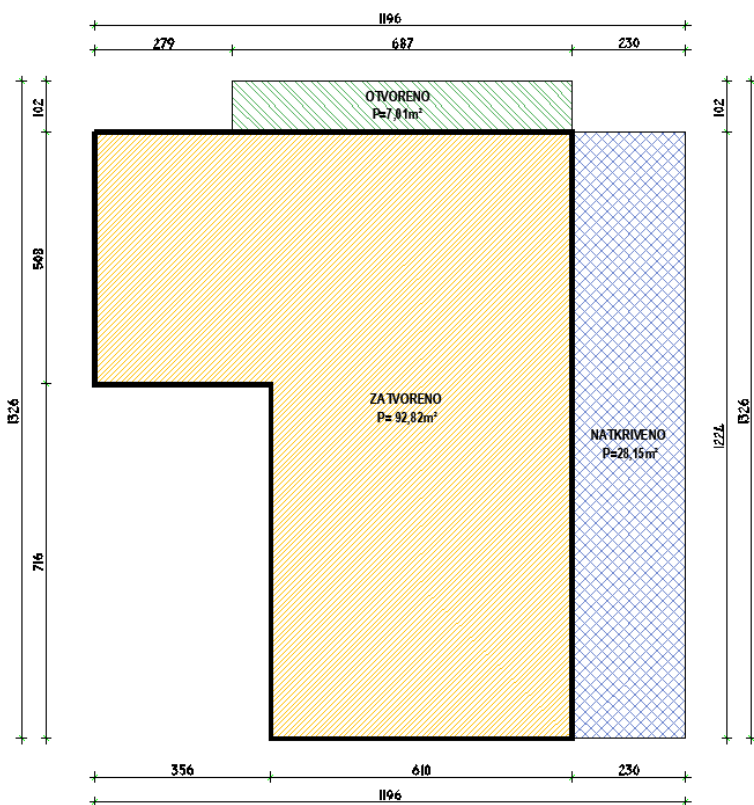 1196
279 687 230
102
102
OTVORENO
P=7,01m²
508
ZATVORENO
P= 92,82m²
1326
1224
1326
NATKRIVENO
P=28,15m²
716
356 610 230
1196